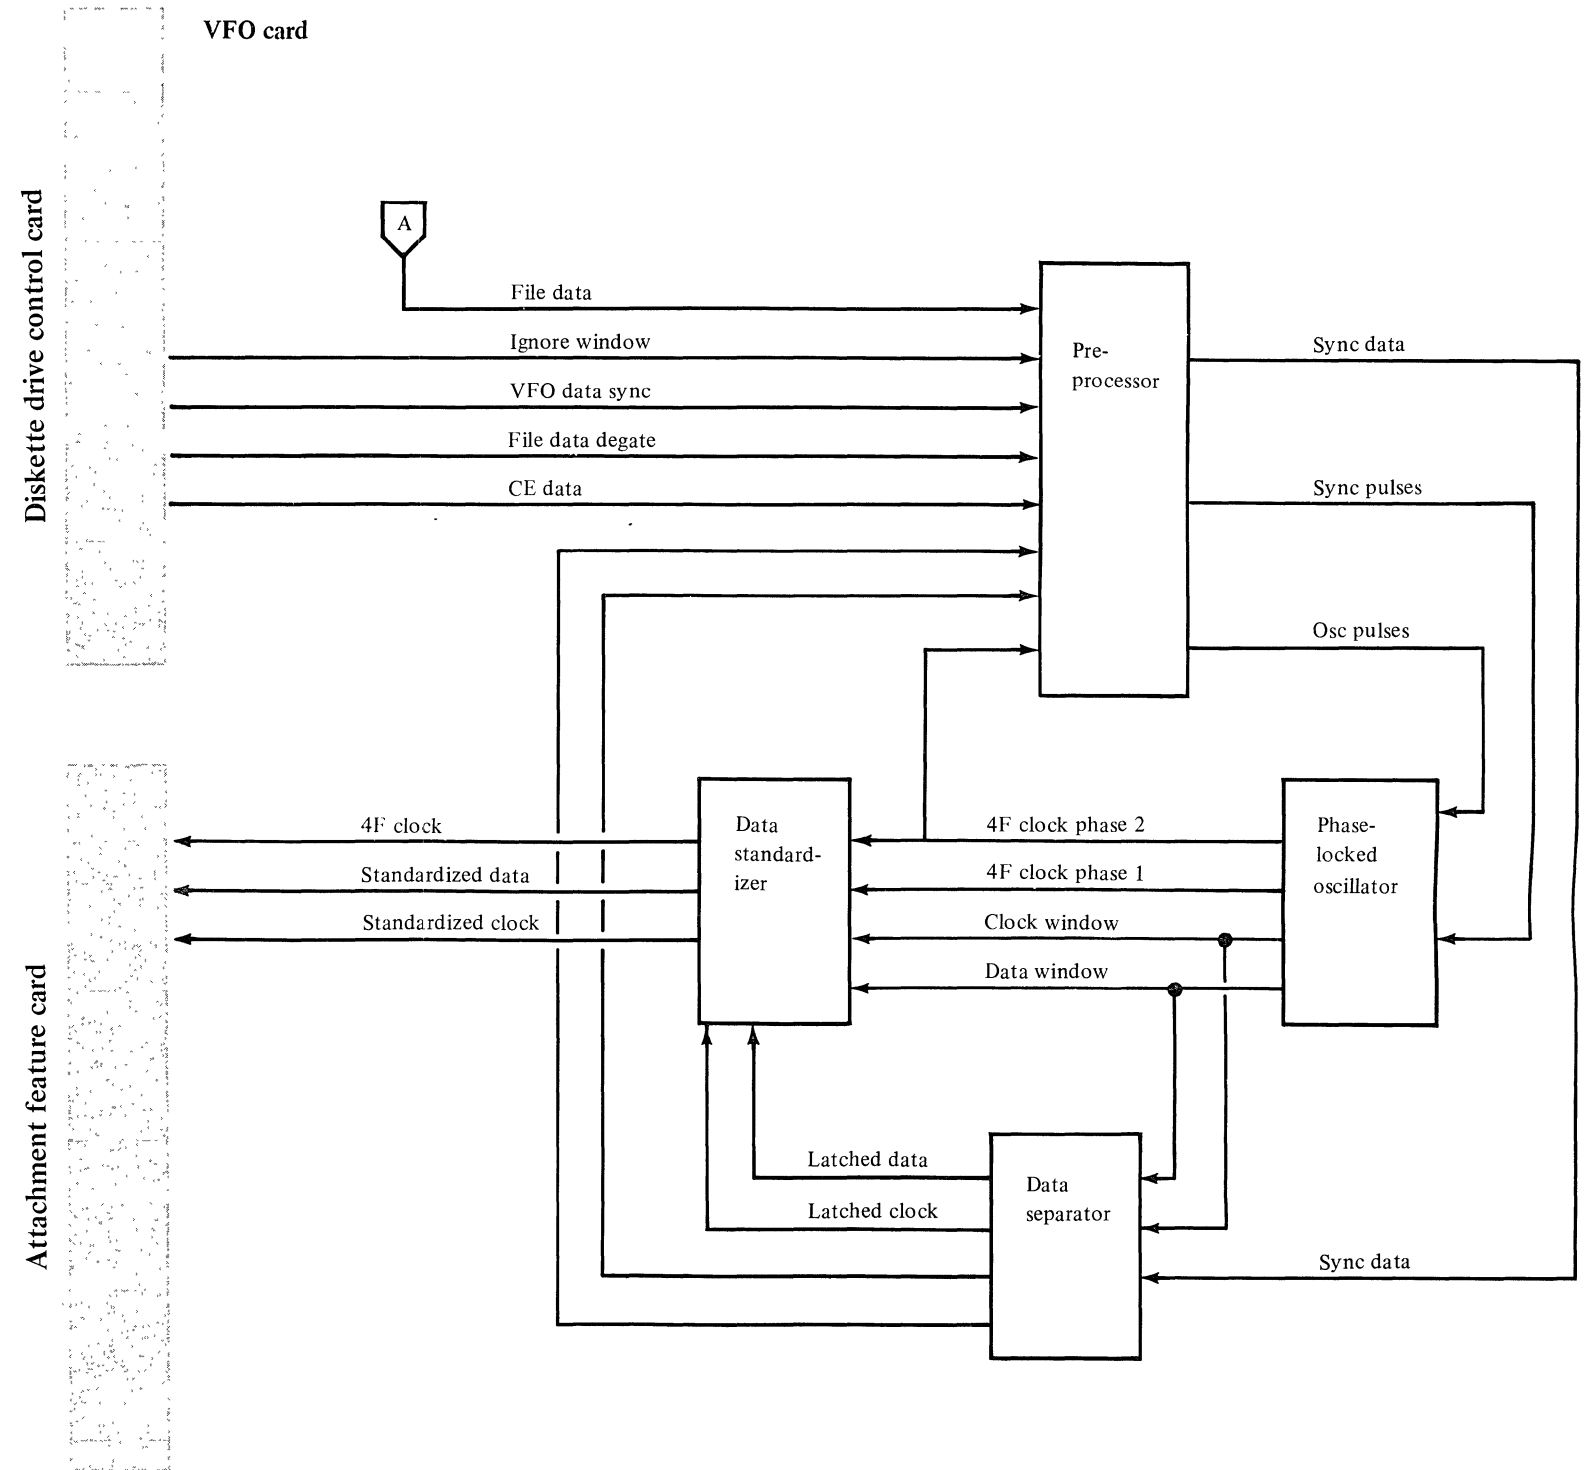 VFO card
Diskette drive control card
A
File data
Ignore window
VFO data sync
File data degate
CE data
Pre-
processor
Sync data
Sync pulses
Osc pulses
Attachment feature card
4F clock
Standardized data
Standardized clock
Data
standard-
izer
4F clock phase 2
4F clock phase 1
Clock window
Data window
Phase-
locked
oscillator
Latched data
Latched clock
Data
separator
Sync data